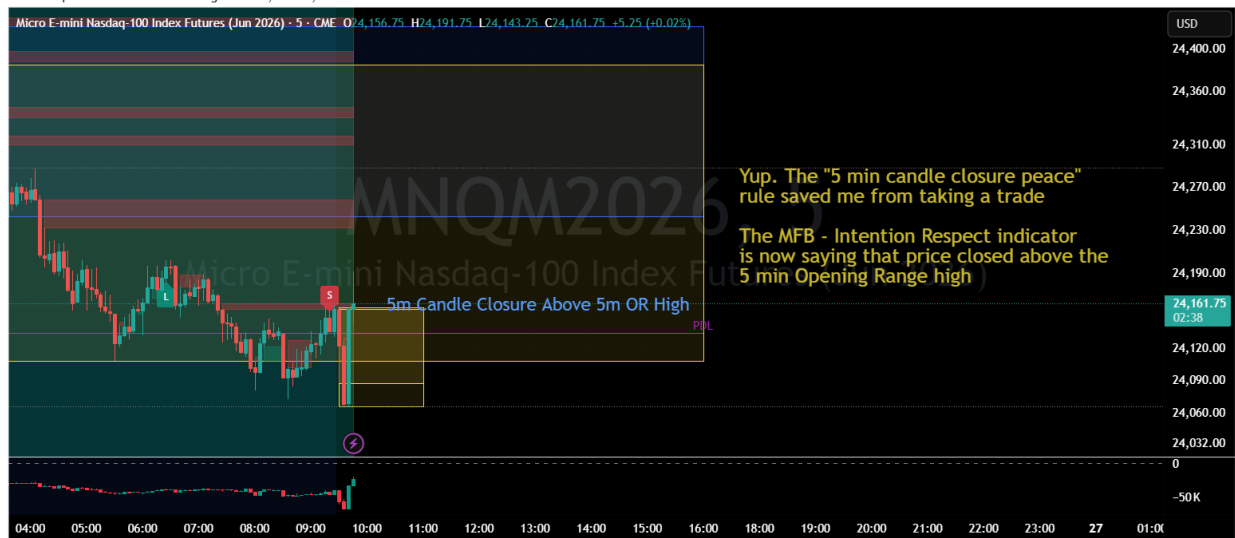 Micro E-mini Nasdaq-100 Index Futures (Jun 2026) · 5 · CME O24,156.75 H24,191.75 L24,143.25 C24,161.75 +5.25 (+0.02%)
USD
24,400.00
24,360.00
24,310.00
24,270.00
24,230.00
24,190.00
24,161.75
02:38
24,120.00
24,090.00
24,060.00
24,032.00
MNQM2026, 5
Micro E-mini Nasdaq-100 Index Futures (Jun 2026)
Yup. The "5 min candle closure peace"
rule saved me from taking a trade
The MFB - Intention Respect indicator
is now saying that price closed above the
5 min Opening Range high
L
S
5m Candle Closure Above 5m OR High
PDL
0
−50K
04:00 05:00 06:00 07:00 08:00 09:00 10:00 11:00 12:00 13:00 14:00 15:00 16:00 17:00 18:00 19:00 20:00 21:00 22:00 23:00 27 01:00